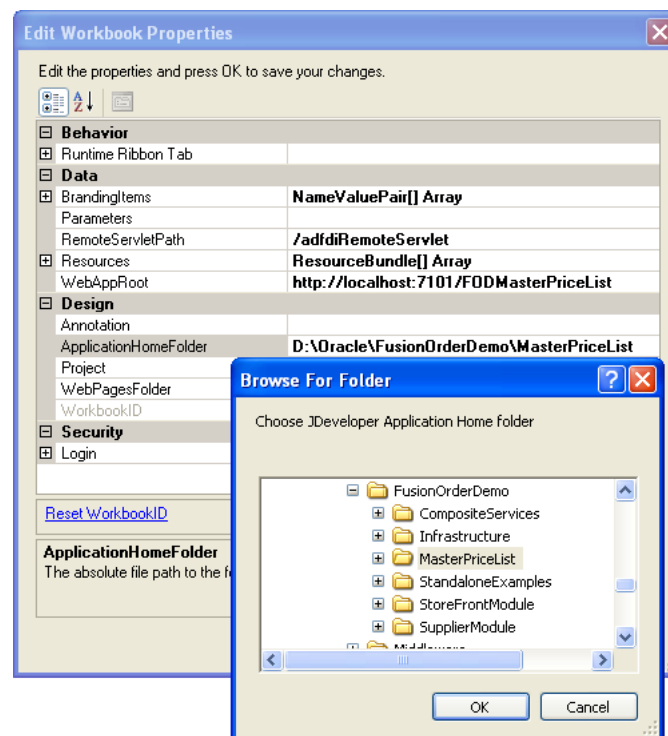 Edit Workbook Properties
Edit the properties and press OK to save your changes.
Behavior
Runtime Ribbon Tab
Data
BrandingItems NameValuePair[] Array
Parameters
RemoteServletPath /adfdiRemoteServlet
Resources ResourceBundle[] Array
WebAppRoot http://localhost:7101/FODMasterPriceList
Design
Annotation
ApplicationHomeFolder D:\Oracle\FusionOrderDemo\MasterPriceList
Project
WebPagesFolder
WorkbookID
Security
Login
Reset WorkbookID
ApplicationHomeFolder
The absolute file path to the
Browse For Folder
Choose JDeveloper Application Home folder
FusionOrderDemo
CompositeServices
Infrastructure
MasterPriceList
StandaloneExamples
StoreFrontModule
SupplierModule
OK Cancel